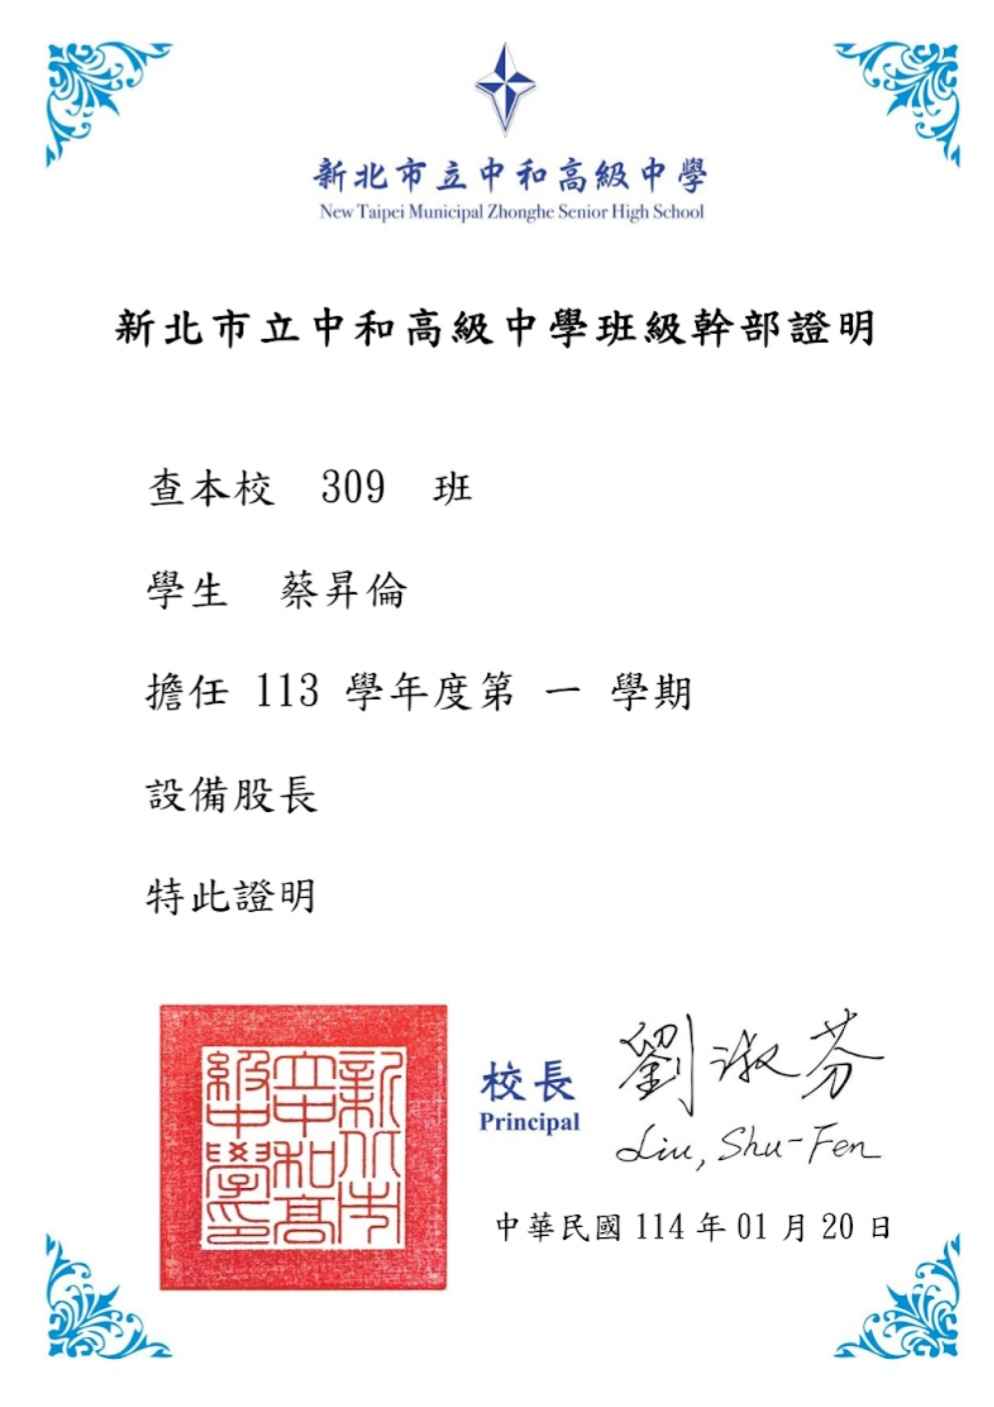 新北市立中和高級中學
New Taipei Municipal Zhonghe Senior High School
新北市立中和高級中學班級幹部證明
查本校 309 班
學生 蔡昇倫
擔任 113 學年度第 一 學期
設備股長
特此證明
新北市立中和高級中學印
校長 劉淑芬
Principal Liu, Shu-Fen
中華民國 114 年 01 月 20 日